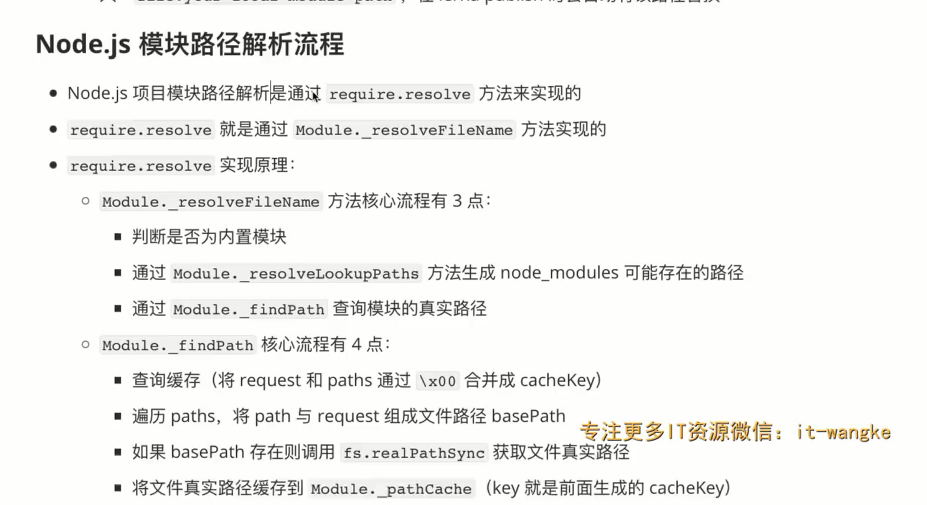 Node.js 模块路径解析流程
Node.js 项目模块路径解析是通过 require.resolve 方法来实现的
require.resolve 就是通过 Module._resolveFileName 方法实现的
require.resolve 实现原理：
Module._resolveFileName 方法核心流程有 3 点：
判断是否为内置模块
通过 Module._resolveLookupPaths 方法生成 node_modules 可能存在的路径
通过 Module._findPath 查询模块的真实路径
Module._findPath 核心流程有 4 点：
查询缓存（将 request 和 paths 通过 \x00 合并成 cacheKey）
遍历 paths，将 path 与 request 组成文件路径 basePath
专注更多IT资源微信：it-wangke
如果 basePath 存在则调用 fs.realPathSync 获取文件真实路径
将文件真实路径缓存到 Module._pathCache（key 就是前面生成的 cacheKey）